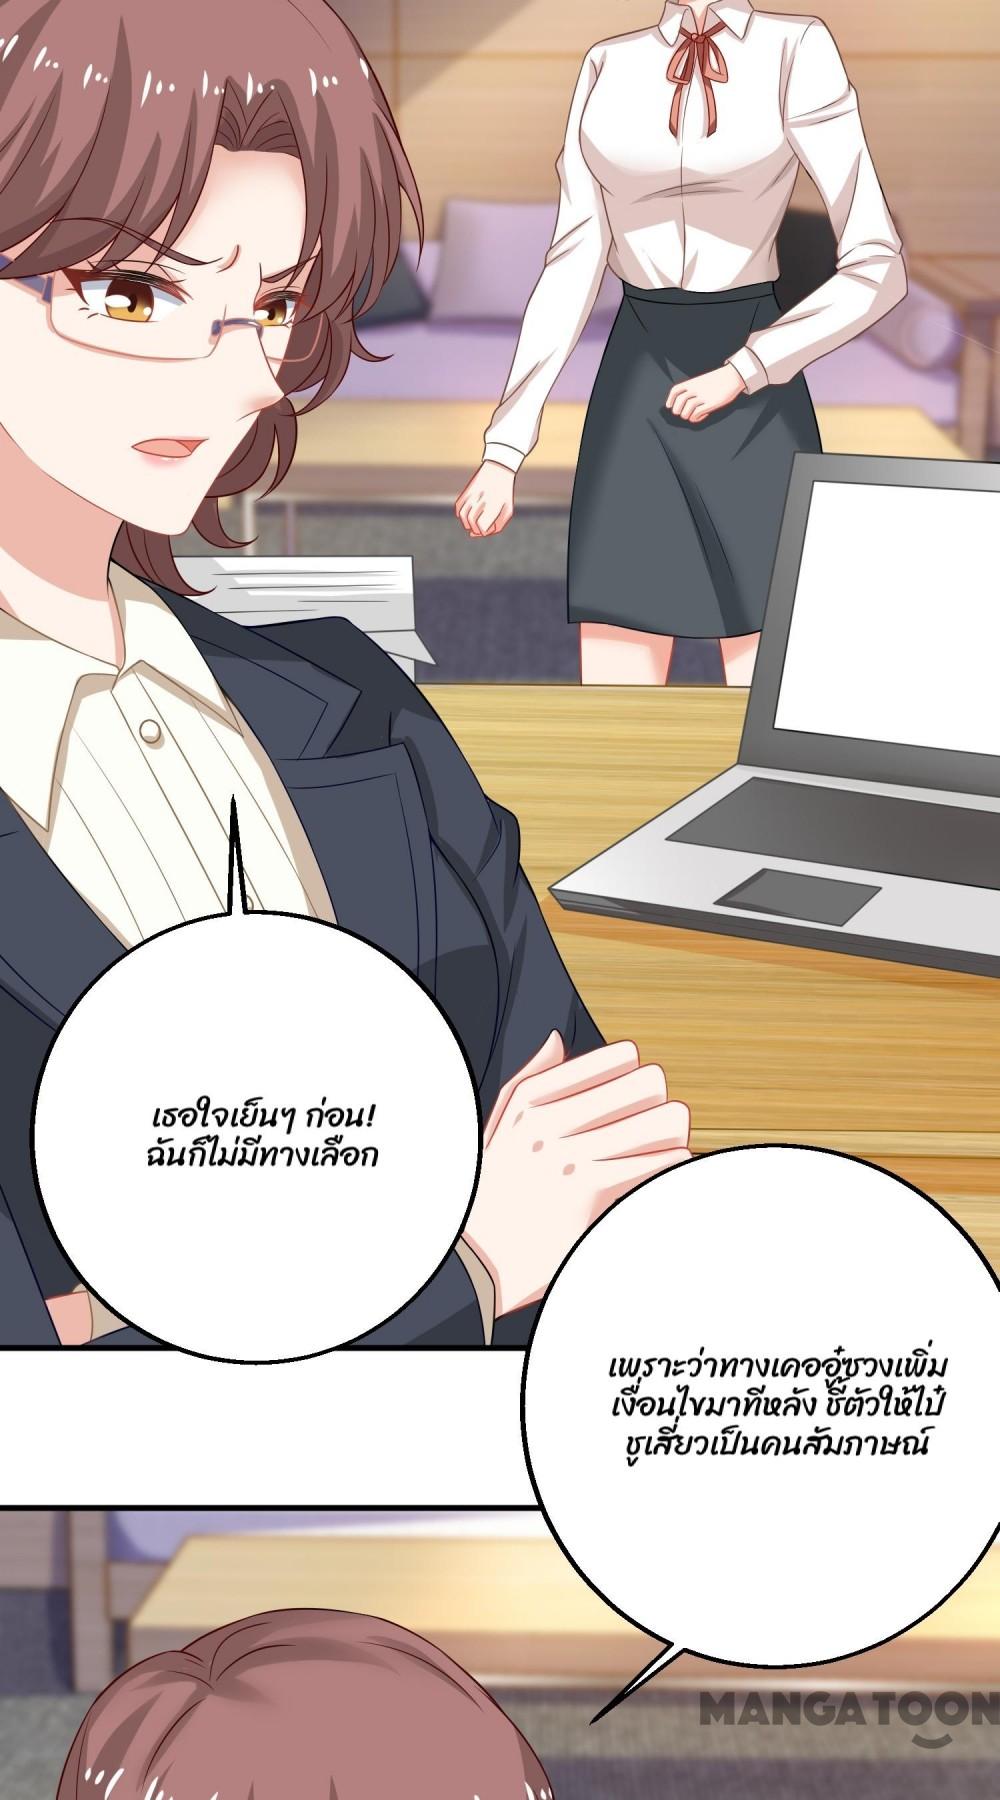 เธอใจเย็นๆ ก่อน!
ฉันก็ไม่มีทางเลือก
เพราะว่าทางเคออู๋ซวงเพิ่ม
เงื่อนไขมาทีหลัง ชี้ตัวให้ไป๋
ชูเสี่ยวเป็นคนสัมภาษณ์
MANGATOON